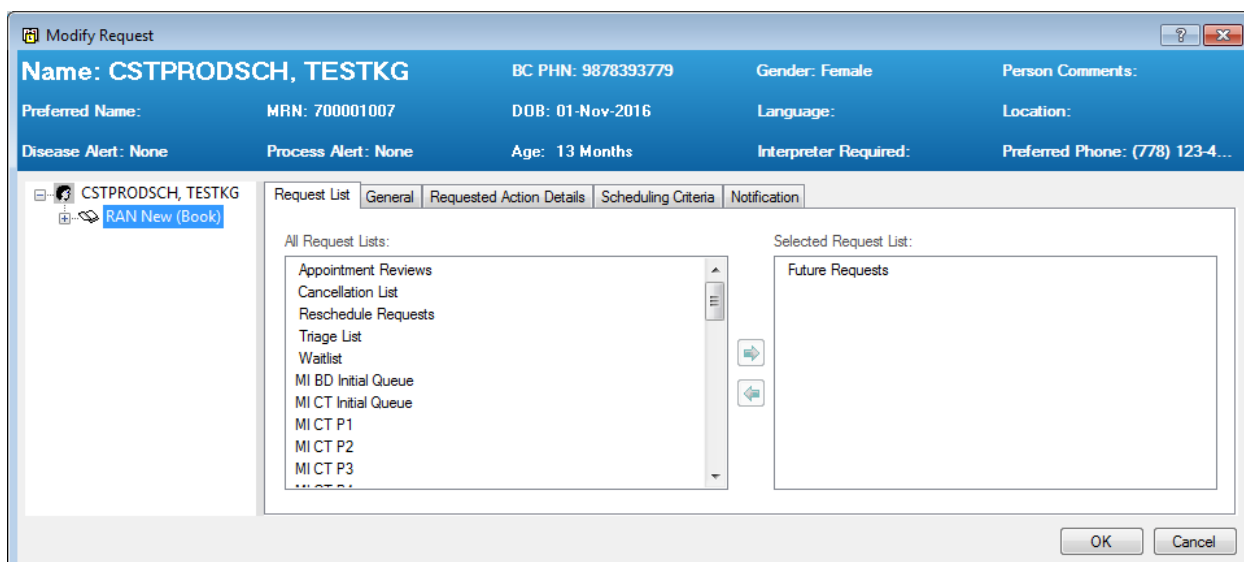 Modify Request
Name: CSTPRODSCH, TESTKG BC PHN: 9878393779 Gender: Female Person Comments:
Preferred Name: MRN: 700001007 DOB: 01-Nov-2016 Language: Location:
Disease Alert: None Process Alert: None Age: 13 Months Interpreter Required: Preferred Phone: (778) 123-4...
CSTPRODSCH, TESTKG
RAN New (Book)
Request List General Requested Action Details Scheduling Criteria Notification
All Request Lists:
Appointment Reviews
Cancellation List
Reschedule Requests
Triage List
Waitlist
MI BD Initial Queue
MI CT Initial Queue
MI CT P1
MI CT P2
MI CT P3
Selected Request List:
Future Requests
OK Cancel